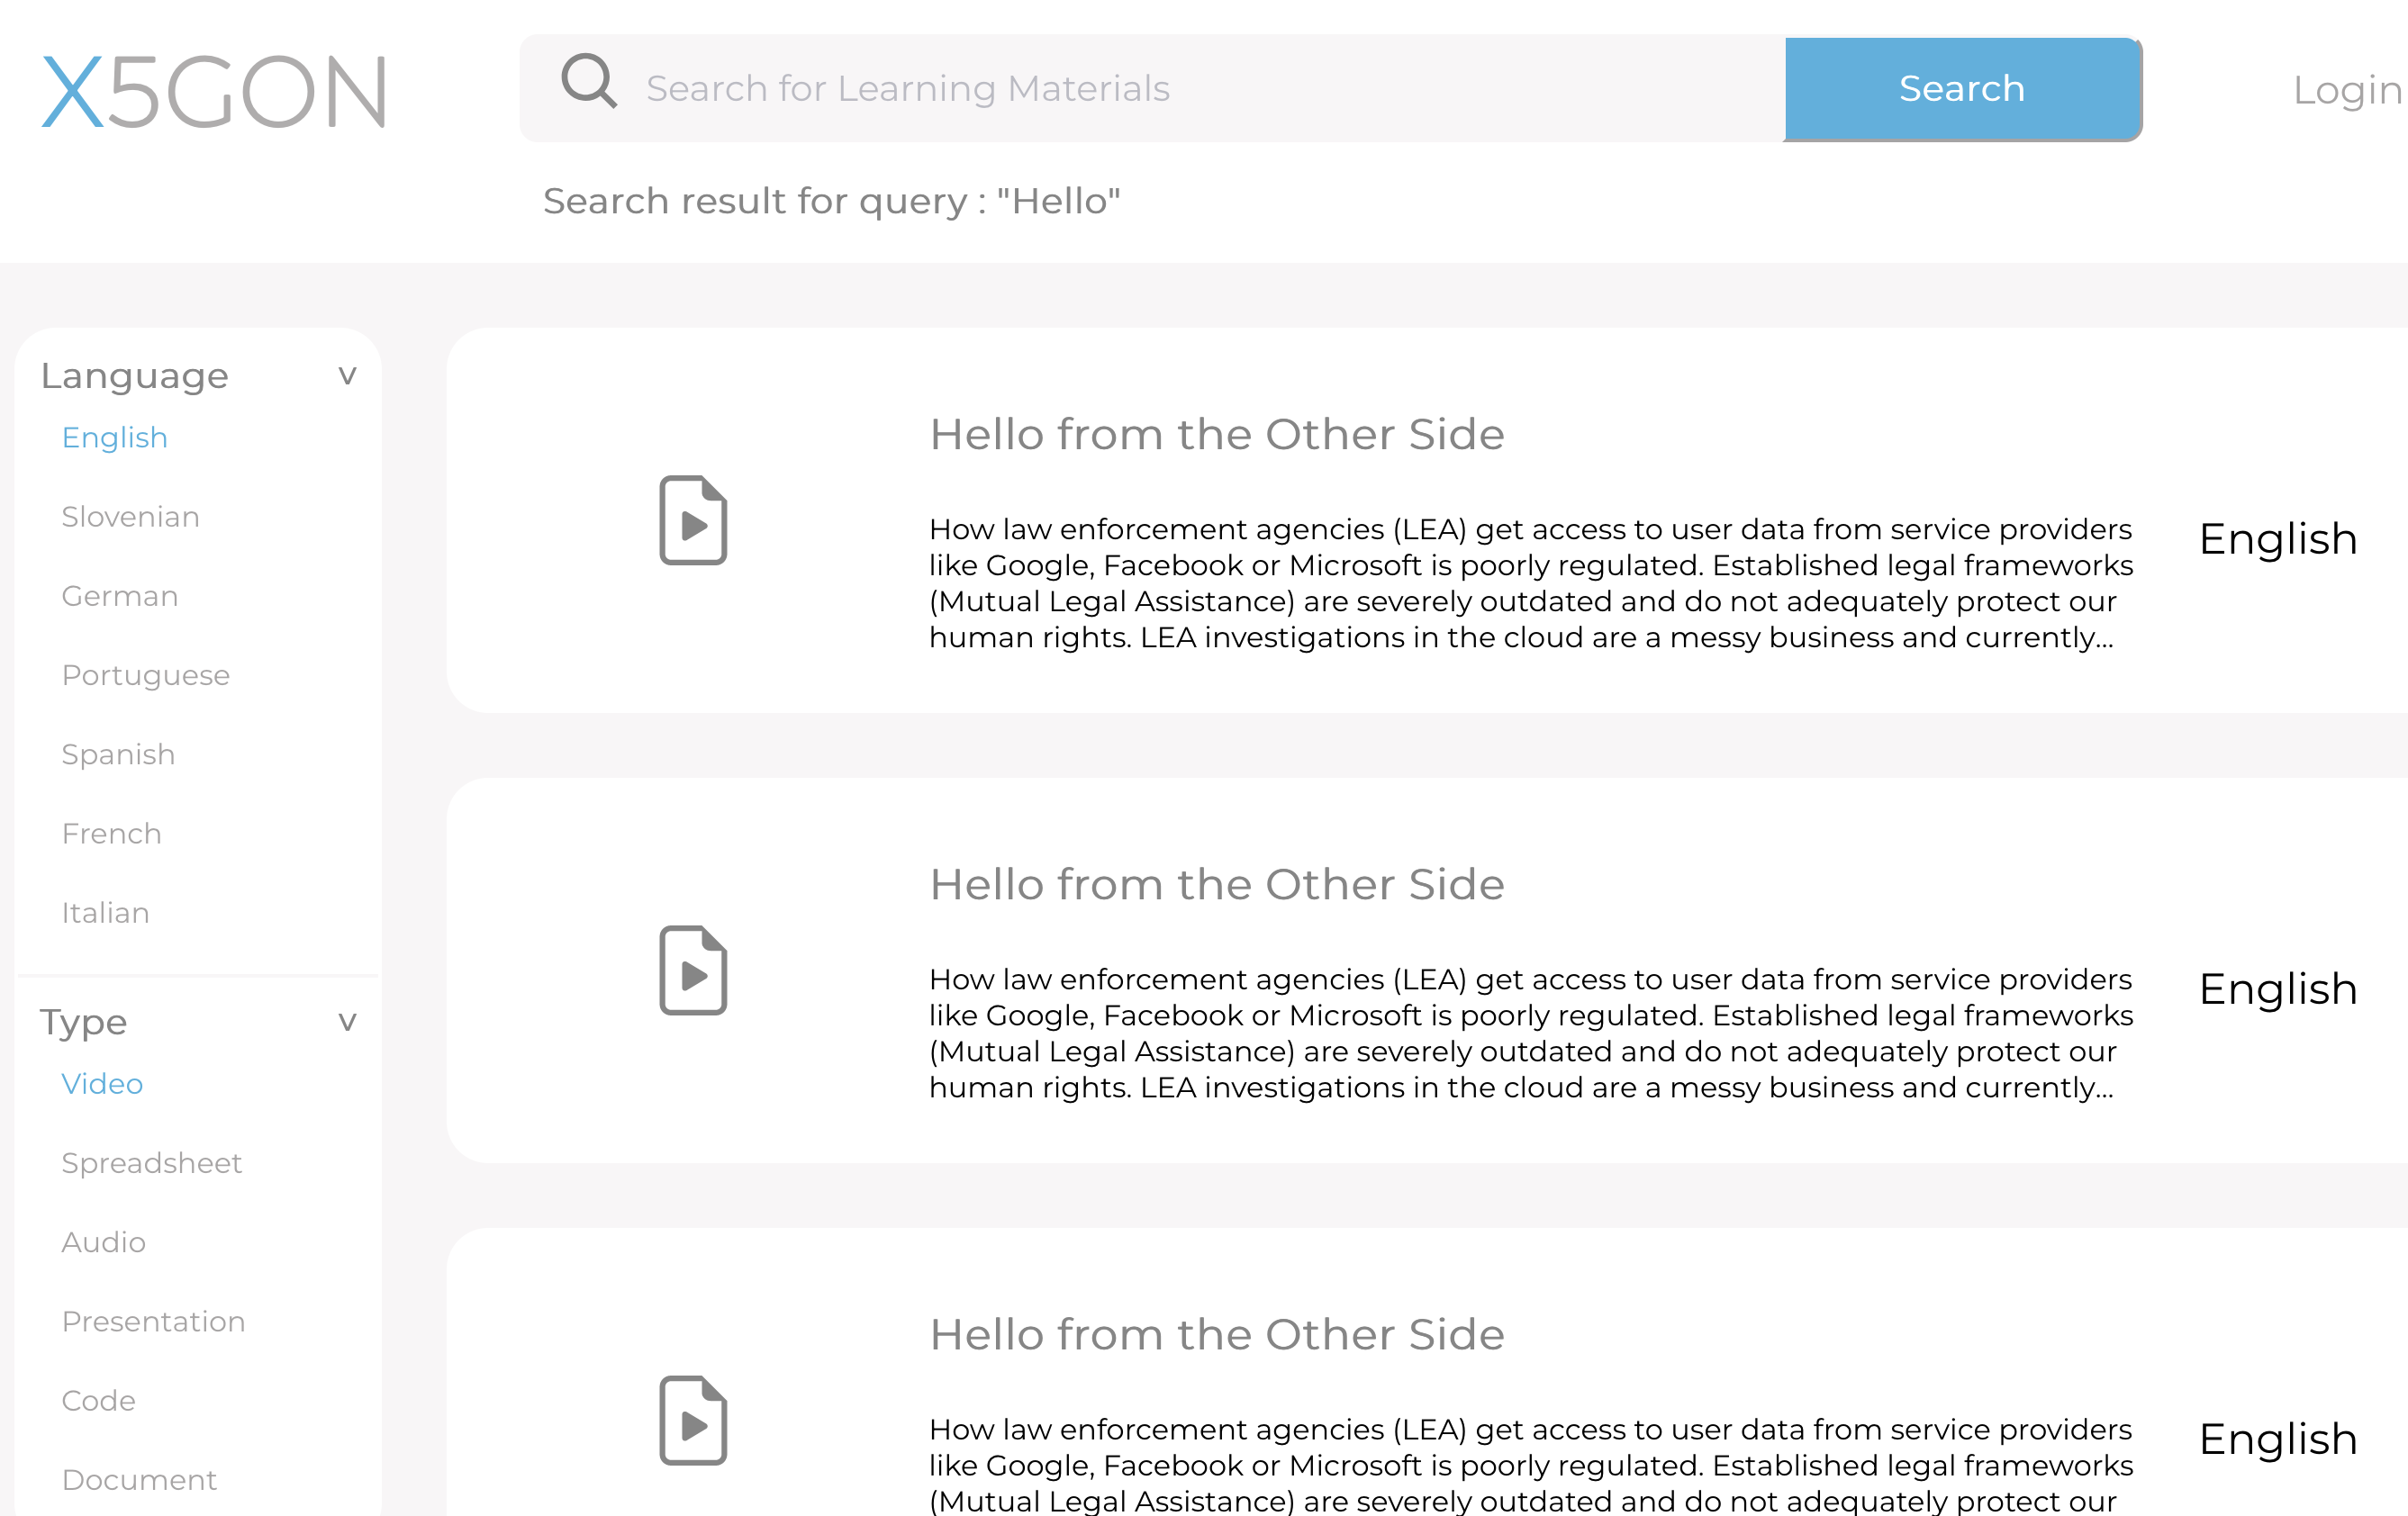 X5GON
Search for Learning Materials
Search
Login
Search result for query : "Hello"
Language
English
Slovenian
German
Portuguese
Spanish
French
Italian
Type
Video
Spreadsheet
Audio
Presentation
Code
Document
Hello from the Other Side
How law enforcement agencies (LEA) get access to user data from service providers
like Google, Facebook or Microsoft is poorly regulated. Established legal frameworks
(Mutual Legal Assistance) are severely outdated and do not adequately protect our
human rights. LEA investigations in the cloud are a messy business and currently...
English
Hello from the Other Side
How law enforcement agencies (LEA) get access to user data from service providers
like Google, Facebook or Microsoft is poorly regulated. Established legal frameworks
(Mutual Legal Assistance) are severely outdated and do not adequately protect our
human rights. LEA investigations in the cloud are a messy business and currently...
English
Hello from the Other Side
How law enforcement agencies (LEA) get access to user data from service providers
like Google, Facebook or Microsoft is poorly regulated. Established legal frameworks
(Mutual Legal Assistance) are severely outdated and do not adequately protect our
English